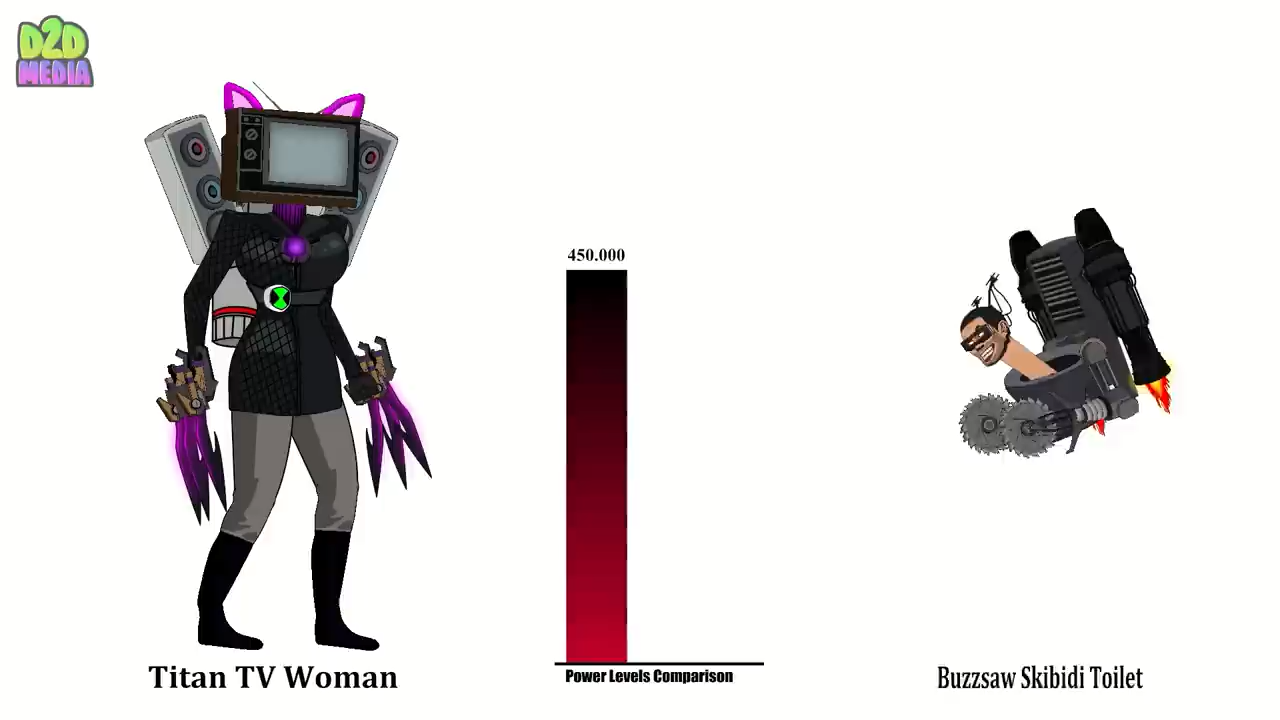 D2D
MEDIA
450.000
Titan TV Woman
Power Levels Comparison
Buzzsaw Skibidi Toilet